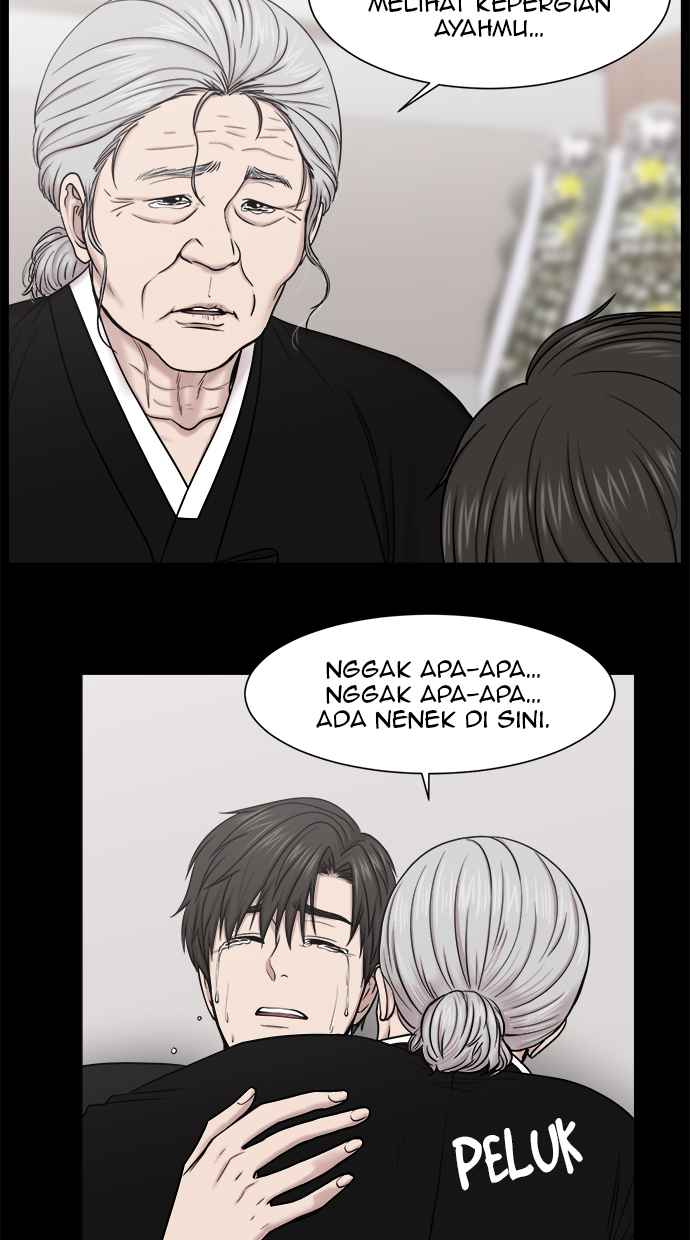 MELIHAT KEPERGIAN
AYAHMU...
NGGAK APA-APA...
NGGAK APA-APA...
ADA NENEK DI SINI.
PELUK